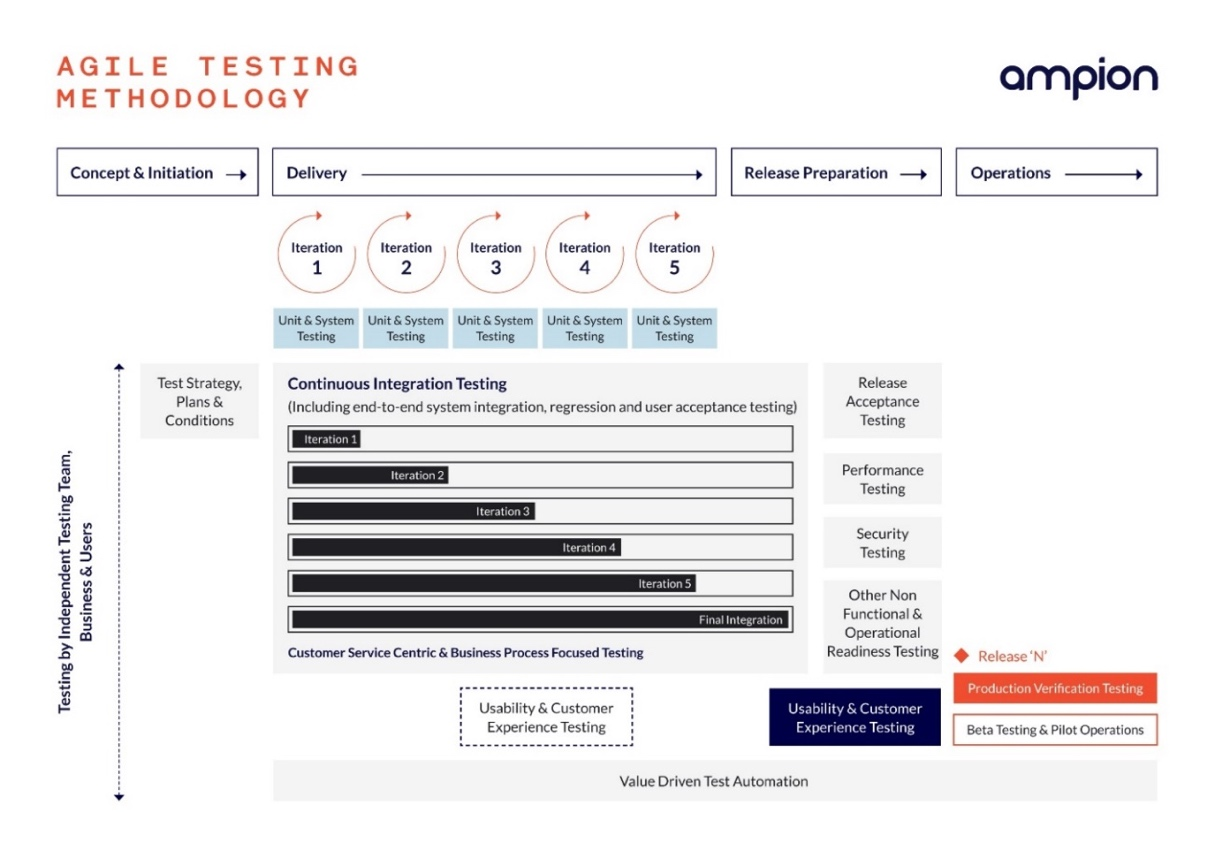 AGILE TESTING
METHODOLOGY
ampion
Concept & Initiation
Delivery
Release Preparation
Operations
Iteration
1
Iteration
2
Iteration
3
Iteration
4
Iteration
5
Unit & System
Testing
Unit & System
Testing
Unit & System
Testing
Unit & System
Testing
Unit & System
Testing
Testing by Independent Testing Team,
Business & Users
Test Strategy,
Plans &
Conditions
Continuous Integration Testing
(Including end-to-end system integration, regression and user acceptance testing)
Iteration 1
Iteration 2
Iteration 3
Iteration 4
Iteration 5
Final Integration
Customer Service Centric & Business Process Focused Testing
Release
Acceptance
Testing
Performance
Testing
Security
Testing
Other Non
Functional &
Operational
Readiness Testing
Release ‘N’
Production Verification Testing
Beta Testing & Pilot Operations
Usability & Customer
Experience Testing
Usability & Customer
Experience Testing
Value Driven Test Automation